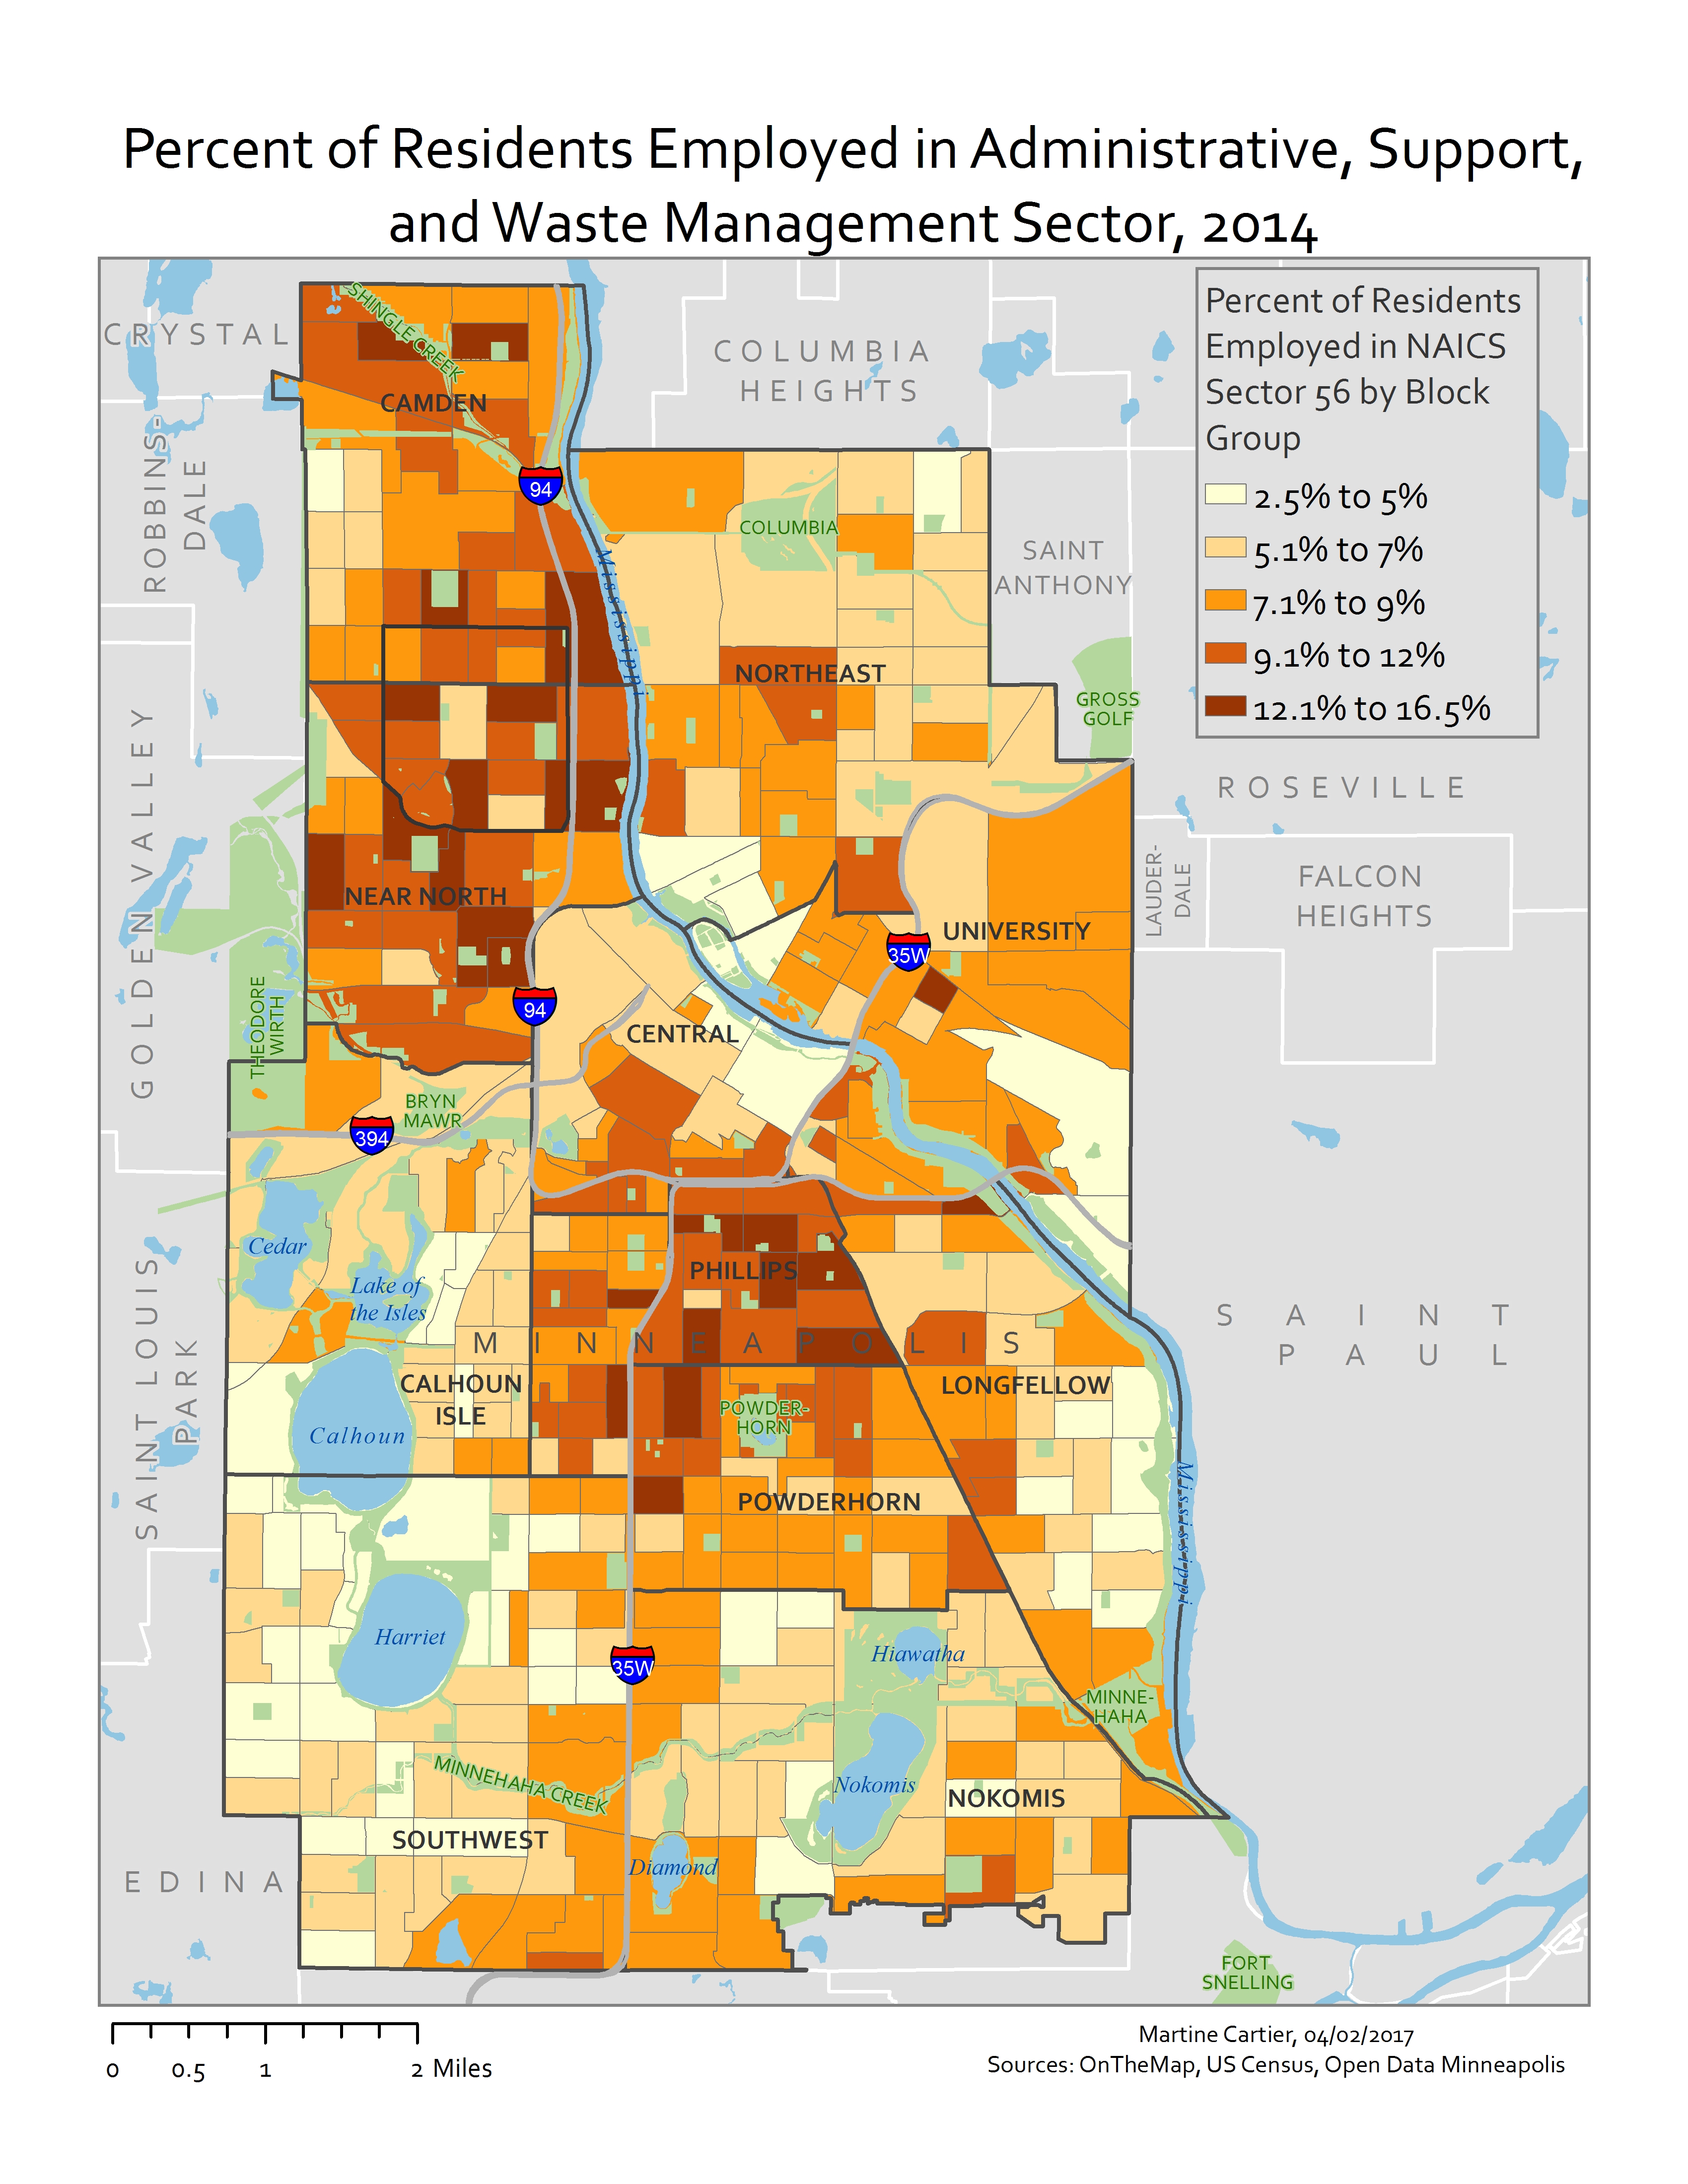 Percent of Residents Employed in Administrative, Support,
and Waste Management Sector, 2014
Percent of Residents
Employed in NAICS
Sector 56 by Block
Group
2.5% to 5%
5.1% to 7%
7.1% to 9%
9.1% to 12%
12.1% to 16.5%
CRYSTAL
SHINGLE CREEK
COLUMBIA
HEIGHTS
CAMDEN
ROBBINS-
DALE
94
COLUMBIA
SAINT
ANTHONY
Mississippi
NORTHEAST
GROSS
GOLF
GOLDEN VALLEY
ROSEVILLE
LAUDER-
DALE
FALCON
HEIGHTS
NEAR NORTH
UNIVERSITY
35W
THEODORE
WIRTH
94
CENTRAL
BRYN
MAWR
394
Cedar
Lake of
the Isles
PHILLIPS
SAINT
PAUL
SAINT LOUIS
PARK
MINNEAPOLIS
CALHOUN
ISLE
LONGFELLOW
POWDER-
HORN
Calhoun
Mississippi
POWDERHORN
Harriet
35W
Hiawatha
MINNE-
HAHA
MINNEHAHA CREEK
Nokomis
NOKOMIS
SOUTHWEST
Diamond
EDINA
FORT
SNELLING
0 0.5 1 2 Miles
Martine Cartier, 04/02/2017
Sources: OnTheMap, US Census, Open Data Minneapolis